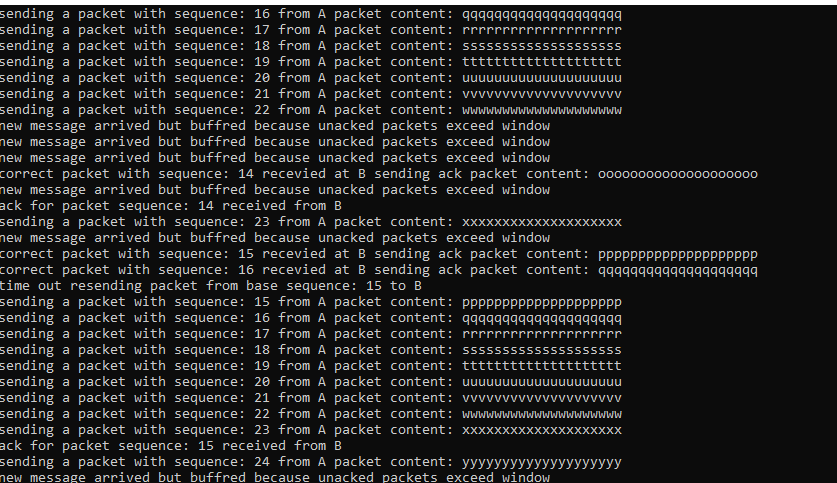 sending a packet with sequence: 16 from A packet content: qqqqqqqqqqqqqqqqqqqq
sending a packet with sequence: 17 from A packet content: rrrrrrrrrrrrrrrrrrrr
sending a packet with sequence: 18 from A packet content: ssssssssssssssssssss
sending a packet with sequence: 19 from A packet content: tttttttttttttttttttt
sending a packet with sequence: 20 from A packet content: uuuuuuuuuuuuuuuuuuuu
sending a packet with sequence: 21 from A packet content: vvvvvvvvvvvvvvvvvvvv
sending a packet with sequence: 22 from A packet content: wwwwwwwwwwwwwwwwwwww
new message arrived but buffred because unacked packets exceed window
new message arrived but buffred because unacked packets exceed window
new message arrived but buffred because unacked packets exceed window
correct packet with sequence: 14 recevied at B sending ack packet content: oooooooooooooooooooo
new message arrived but buffred because unacked packets exceed window
ack for packet sequence: 14 received from B
sending a packet with sequence: 23 from A packet content: xxxxxxxxxxxxxxxxxxxx
new message arrived but buffred because unacked packets exceed window
correct packet with sequence: 15 recevied at B sending ack packet content: pppppppppppppppppppp
correct packet with sequence: 16 recevied at B sending ack packet content: qqqqqqqqqqqqqqqqqqqq
time out resending packet from base sequence: 15 to B
sending a packet with sequence: 15 from A packet content: pppppppppppppppppppp
sending a packet with sequence: 16 from A packet content: qqqqqqqqqqqqqqqqqqqq
sending a packet with sequence: 17 from A packet content: rrrrrrrrrrrrrrrrrrrr
sending a packet with sequence: 18 from A packet content: ssssssssssssssssssss
sending a packet with sequence: 19 from A packet content: tttttttttttttttttttt
sending a packet with sequence: 20 from A packet content: uuuuuuuuuuuuuuuuuuuu
sending a packet with sequence: 21 from A packet content: vvvvvvvvvvvvvvvvvvvv
sending a packet with sequence: 22 from A packet content: wwwwwwwwwwwwwwwwwwww
sending a packet with sequence: 23 from A packet content: xxxxxxxxxxxxxxxxxxxx
ack for packet sequence: 15 received from B
sending a packet with sequence: 24 from A packet content: yyyyyyyyyyyyyyyyyyyy
new message arrived but buffred because unacked packets exceed window